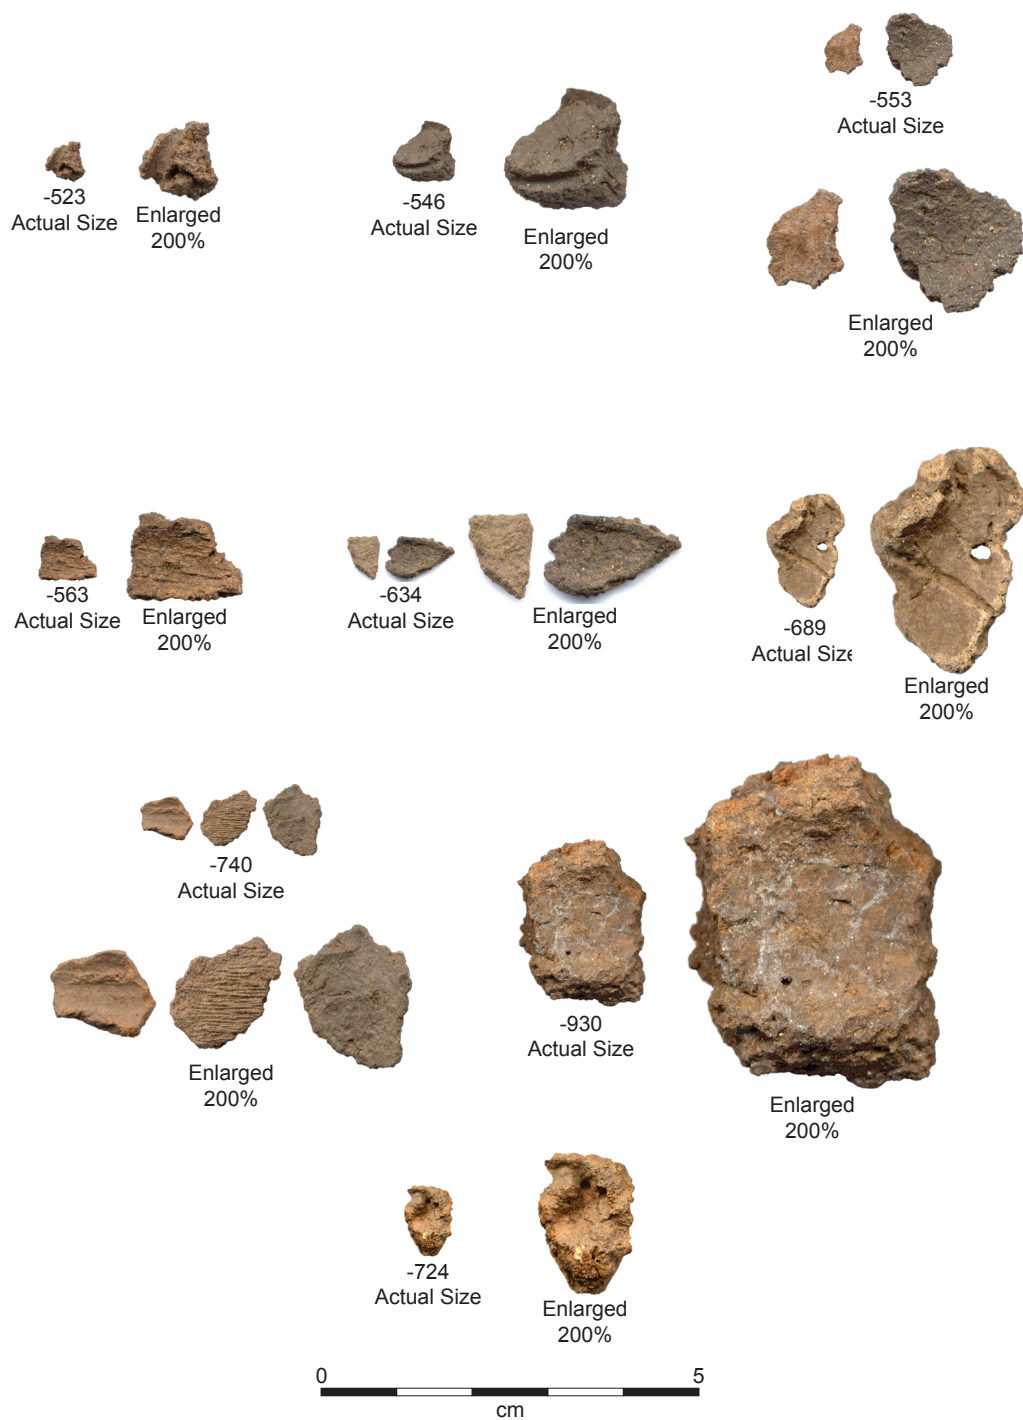 -553
Actual Size
-523
Actual Size
Enlarged
200%
-546
Actual Size
Enlarged
200%
Enlarged
200%
-563
Actual Size
Enlarged
200%
-634
Actual Size
Enlarged
200%
-689
Actual Size
Enlarged
200%
-740
Actual Size
Enlarged
200%
-930
Actual Size
Enlarged
200%
-724
Actual Size
Enlarged
200%
0 5
cm